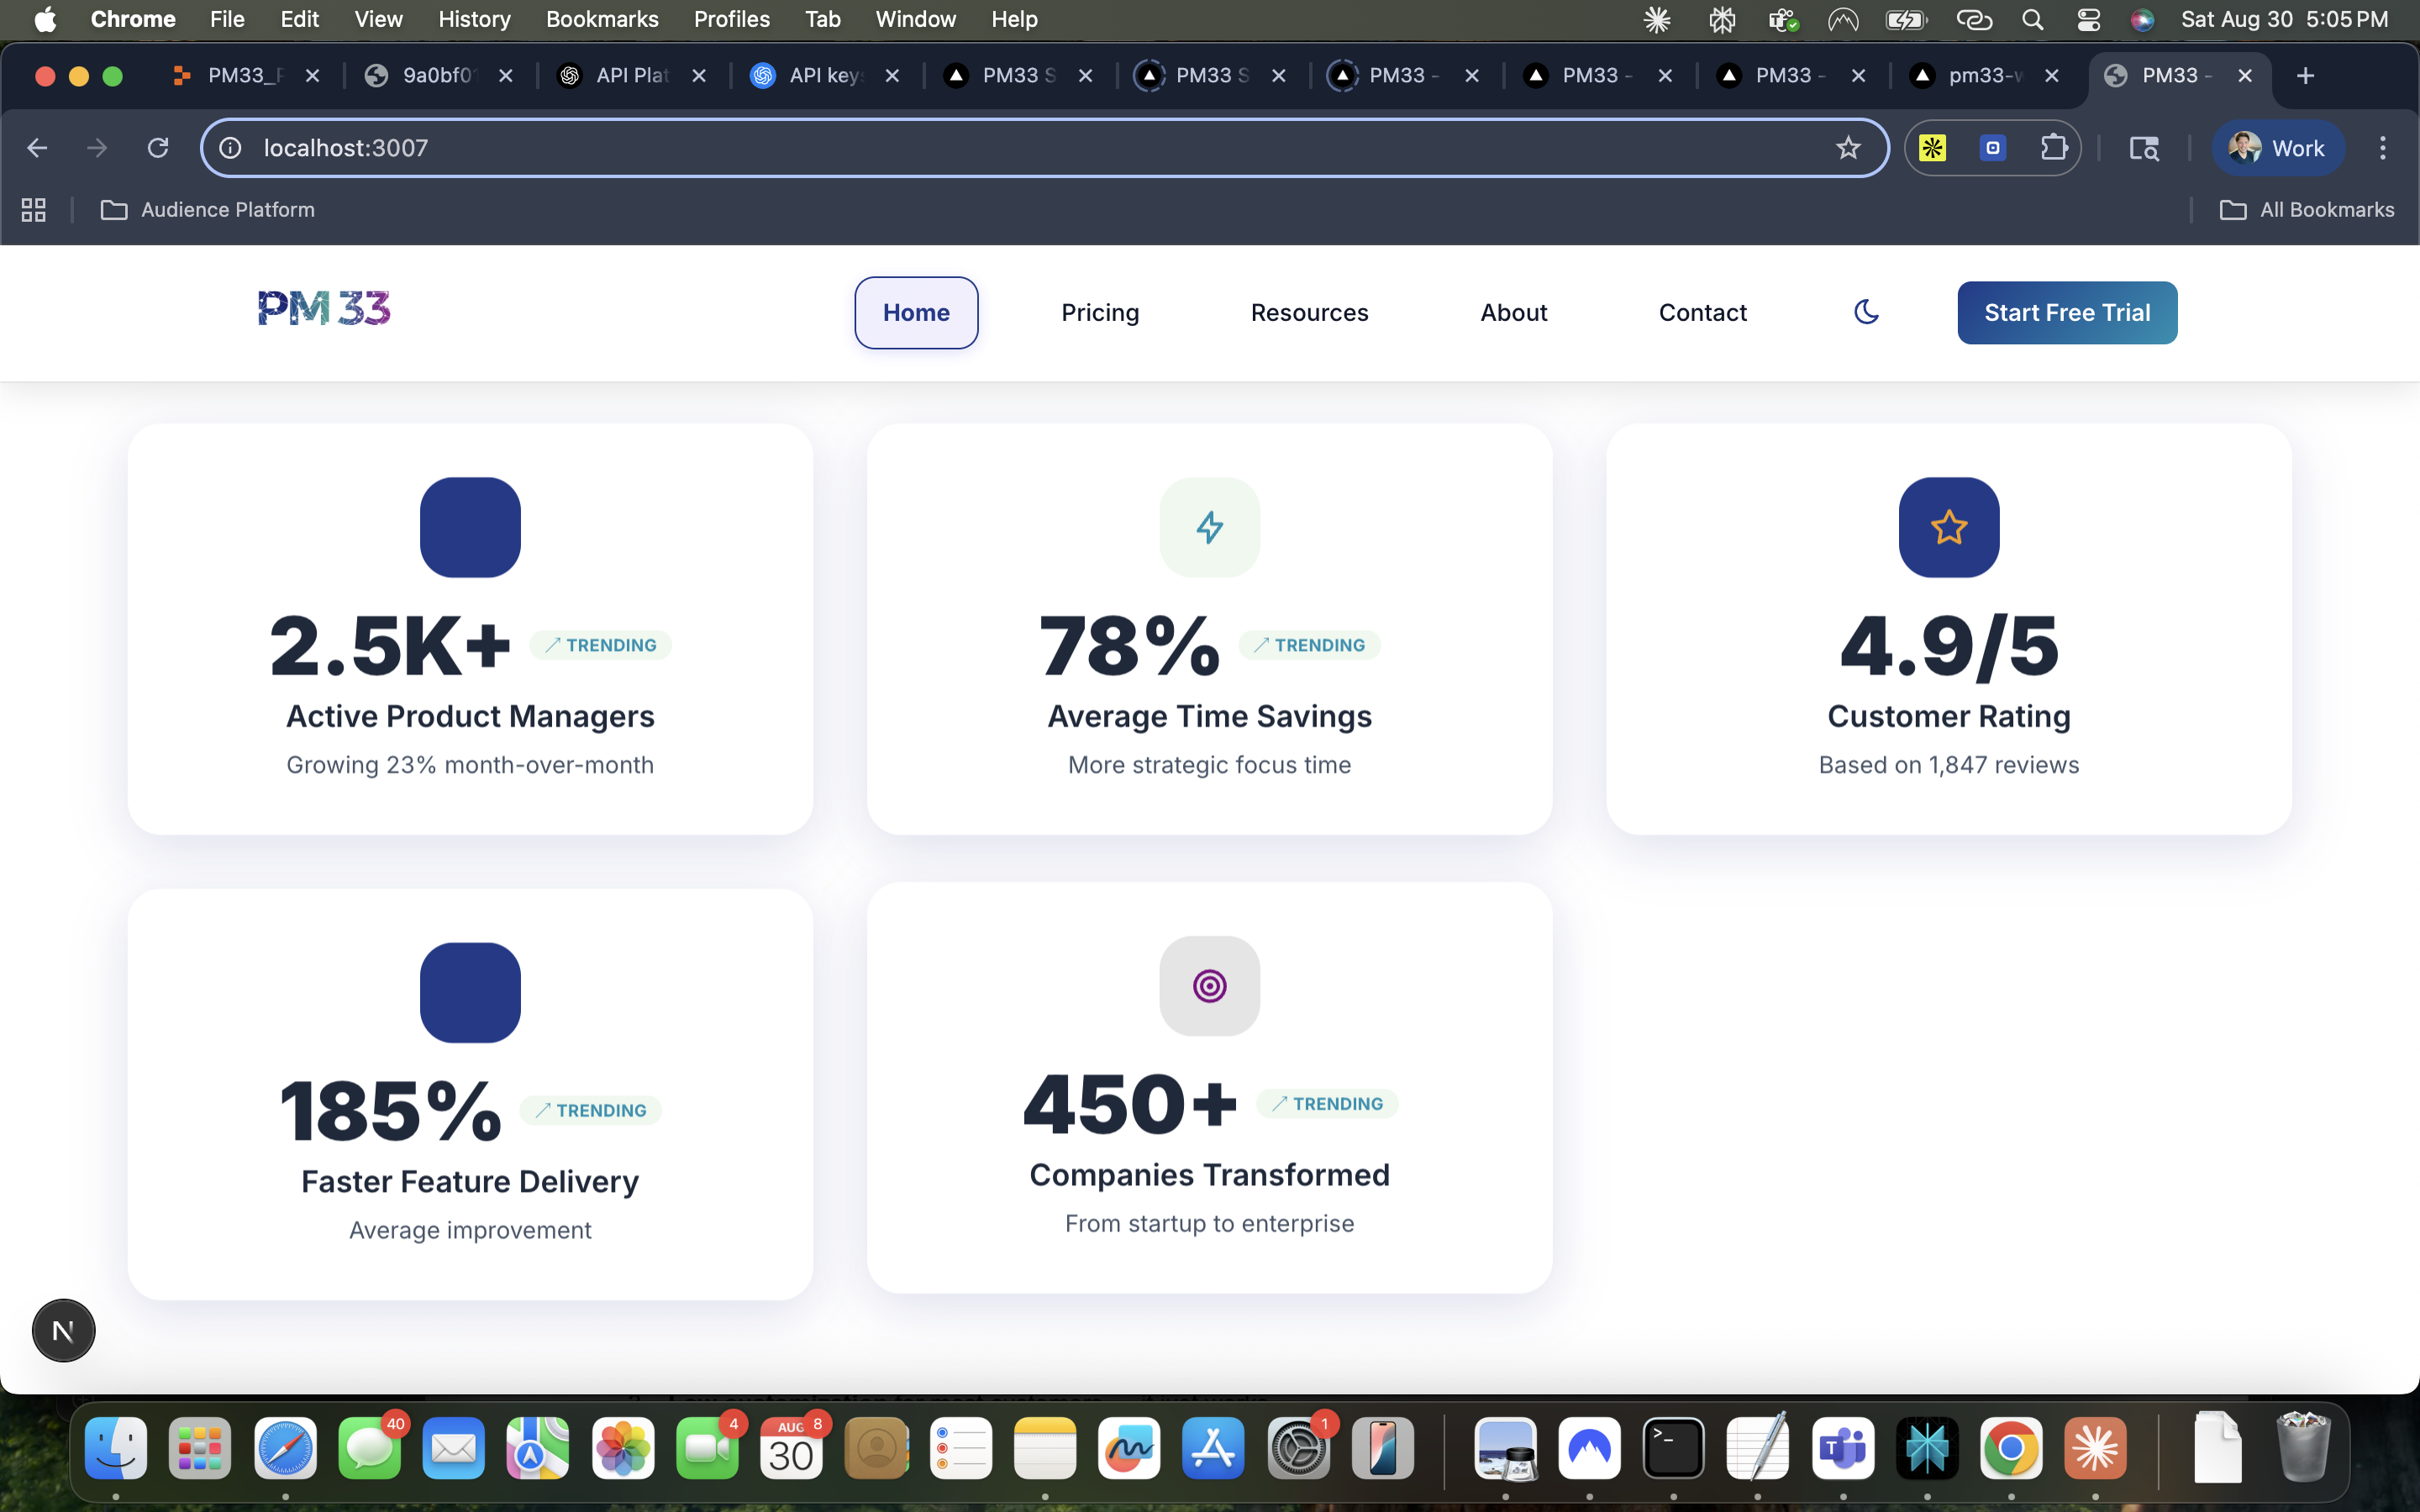 Chrome File Edit View History Bookmarks Profiles Tab Window Help Sat Aug 30 5:05 PM
PM33_ 9a0bf0 API Plat API key PM33 S PM33 S PM33 - PM33 - PM33 - pm33- PM33 -
localhost:3007 Work
Audience Platform All Bookmarks
PM 33 Home Pricing Resources About Contact Start Free Trial
2.5K+ TRENDING
Active Product Managers
Growing 23% month-over-month
78% TRENDING
Average Time Savings
More strategic focus time
4.9/5
Customer Rating
Based on 1,847 reviews
185% TRENDING
Faster Feature Delivery
Average improvement
450+ TRENDING
Companies Transformed
From startup to enterprise
N
40 4 AUG 8 1
30